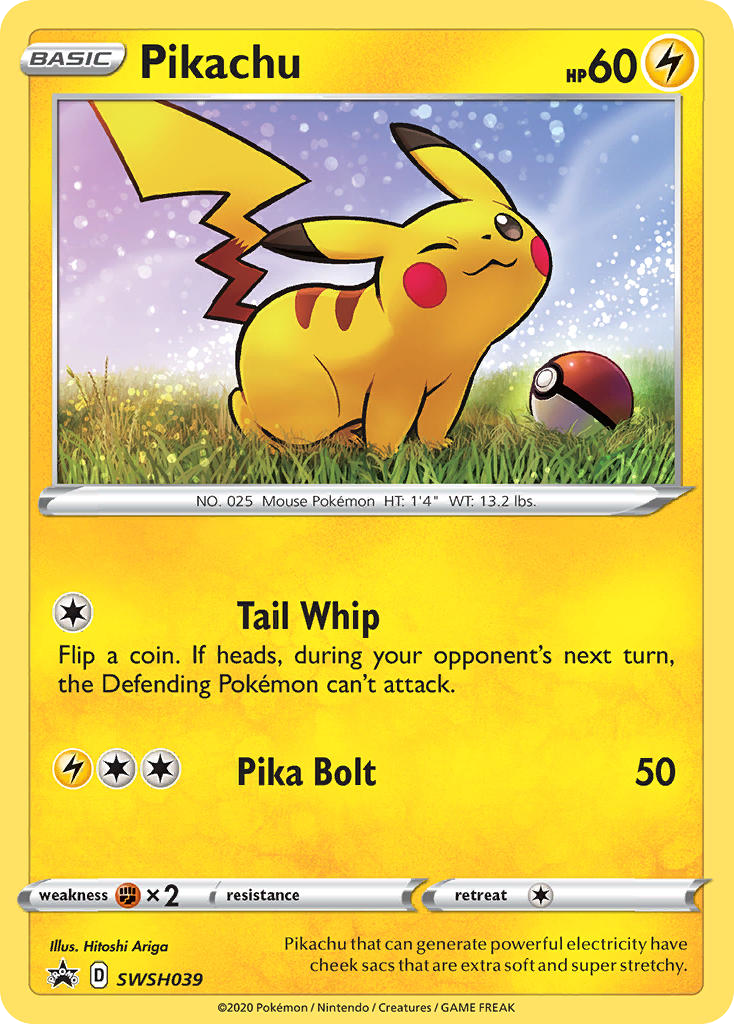 BASIC Pikachu HP60
NO. 025 Mouse Pokémon HT: 1'4" WT: 13.2 lbs.
Tail Whip
Flip a coin. If heads, during your opponent's next turn,
the Defending Pokémon can't attack.
Pika Bolt 50
weakness ×2 resistance retreat
Illus. Hitoshi Ariga
Pikachu that can generate powerful electricity have
cheek sacs that are extra soft and super stretchy.
PROMO D SWSH039
©2020 Pokémon / Nintendo / Creatures / GAME FREAK